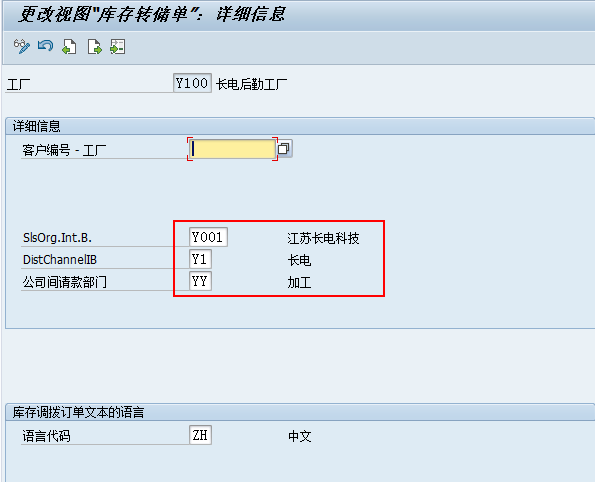 更改视图“库存转储单”: 详细信息
工厂 Y100 长电后勤工厂
详细信息
客户编号 - 工厂
SlsOrg.Int.B. Y001 江苏长电科技
DistChannelIB Y1 长电
公司间请款部门 YY 加工
库存调拨订单文本的语言
语言代码 ZH 中文